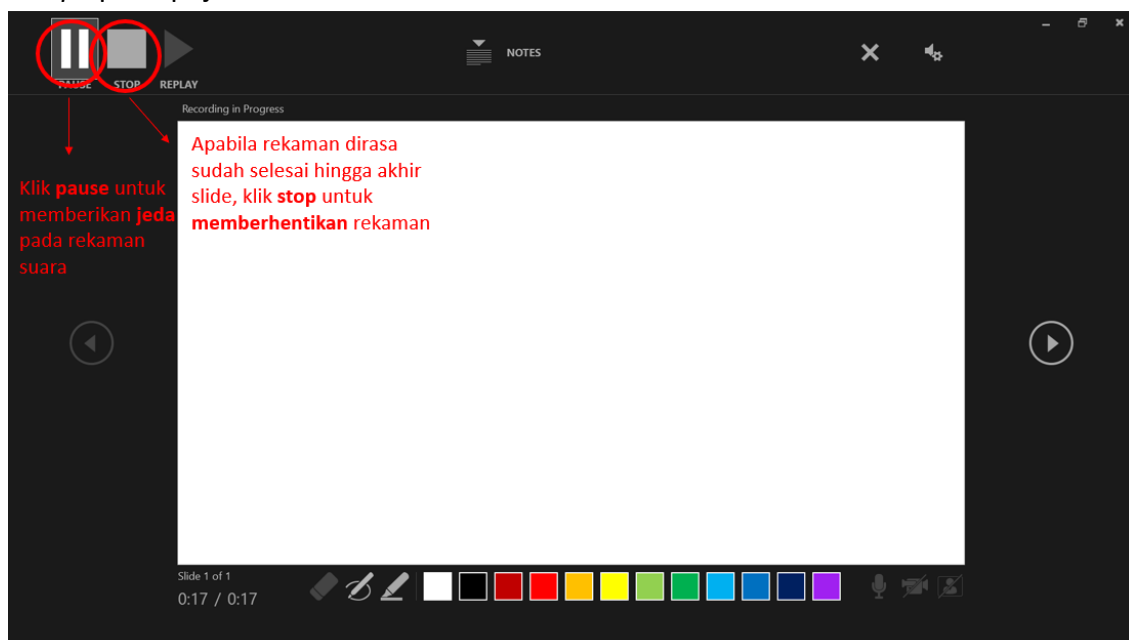 NOTES
PAUSE STOP REPLAY
Recording in Progress
Apabila rekaman dirasa
sudah selesai hingga akhir
slide, klik stop untuk
memberhentikan rekaman
Klik pause untuk
memberikan jeda
pada rekaman
suara
Slide 1 of 1
0:17 / 0:17